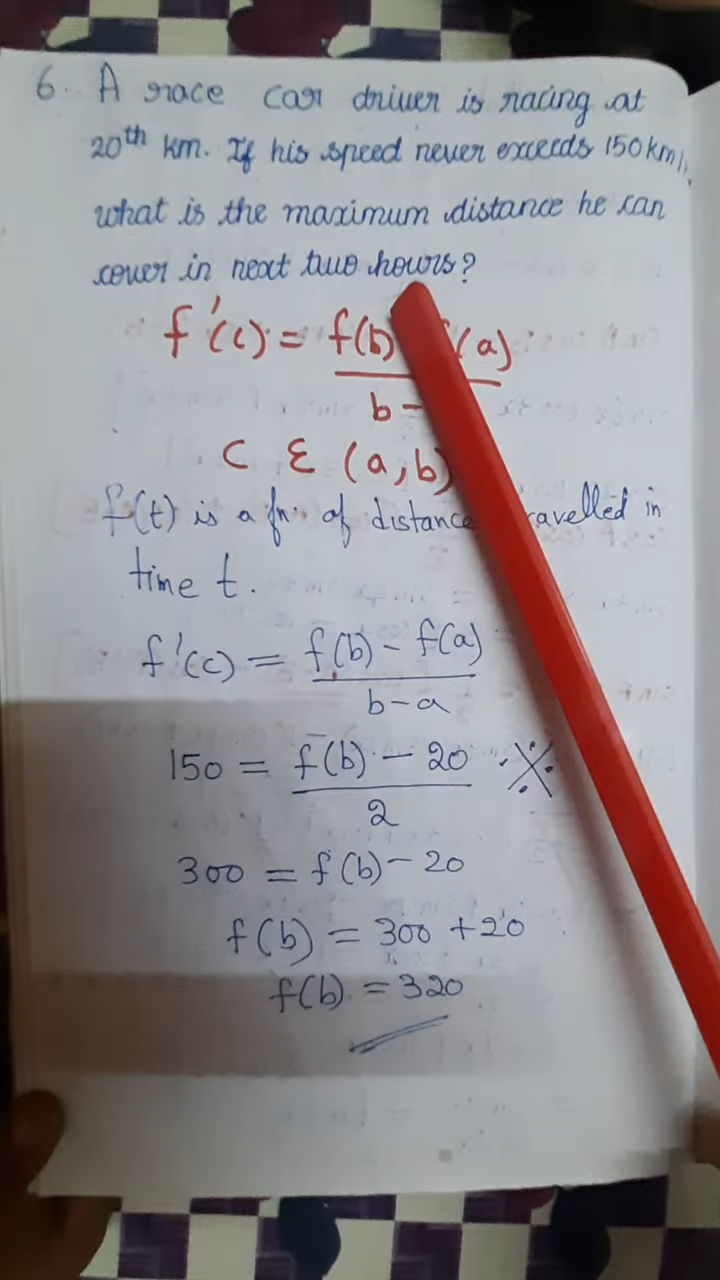 6. A race car driver is racing at
20th km. If his speed never exceeds 150 km/
what is the maximum distance he can
cover in next two hours?
f'(c) = f(b) f(a)
b-
C ε (a,b)
f(t) is a fn. of distance ravelled in
time t.
f'(c) = f(b) - f(a)
b-a
150 = f(b) - 20
2
300 = f(b) - 20
f(b) = 300 + 20
f(b) = 320